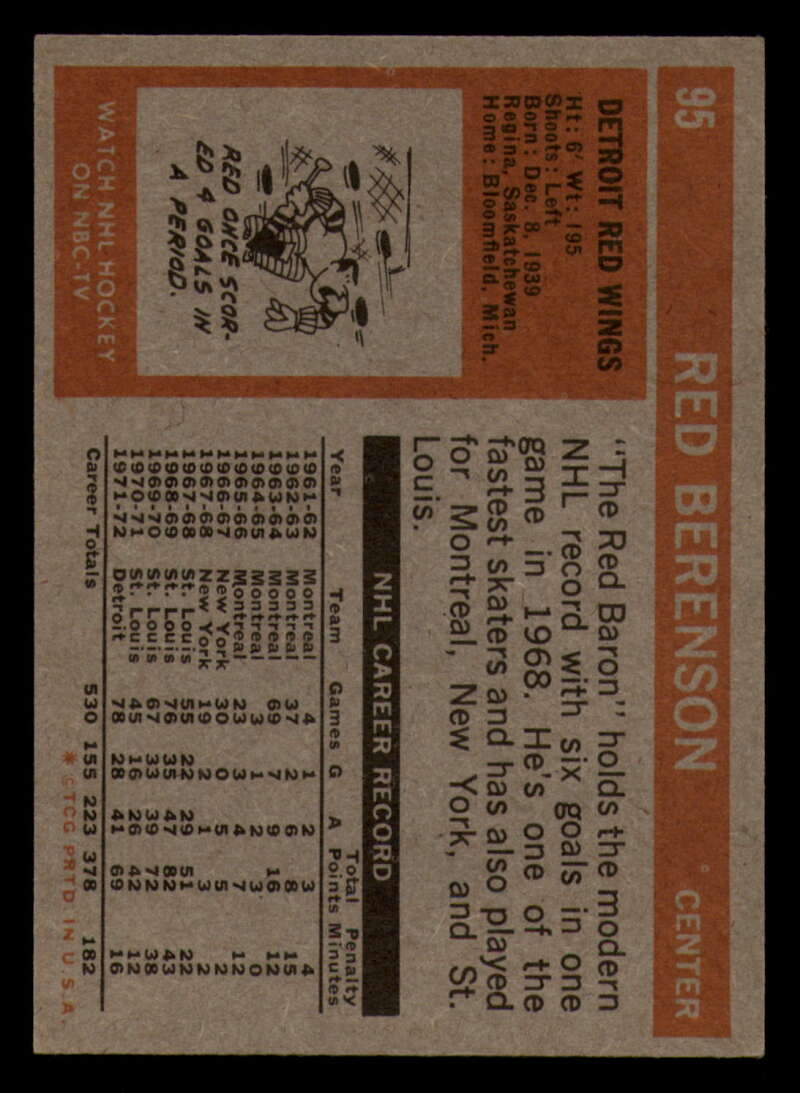 95 RED BERENSON CENTER
DETROIT RED WINGS
Ht: 6' Wt: 195
Shoots: Left
Born: Dec. 8, 1939
Regina, Saskatchewan
Home: Bloomfield, Mich.
RED ONCE SCOR-
ED 4 GOALS IN
A PERIOD.
WATCH NHL HOCKEY
ON NBC-TV
"The Red Baron" holds the modern
NHL record with six goals in one
game in 1968. He's one of the
fastest skaters and has also played
for Montreal, New York, and St.
Louis.
NHL CAREER RECORD
Total Penalty
Year Team Games G A Points Minutes
1961-62 Montreal 4 1 2 3 4
1962-63 Montreal 37 2 6 8 15
1963-64 Montreal 69 7 9 16 12
1964-65 Montreal 3 1 2 3 0
1965-66 Montreal 23 3 4 7 12
1966-67 New York 30 0 5 5 2
1967-68 New York 19 2 1 3 2
1967-68 St. Louis 55 22 29 51 22
1968-69 St. Louis 76 35 47 82 43
1969-70 St. Louis 67 33 39 72 38
1970-71 St. Louis 45 16 26 42 12
1971-72 Detroit 78 28 41 69 16
Career Totals 530 155 223 378 182
* © TCG PRTD. IN U.S.A.